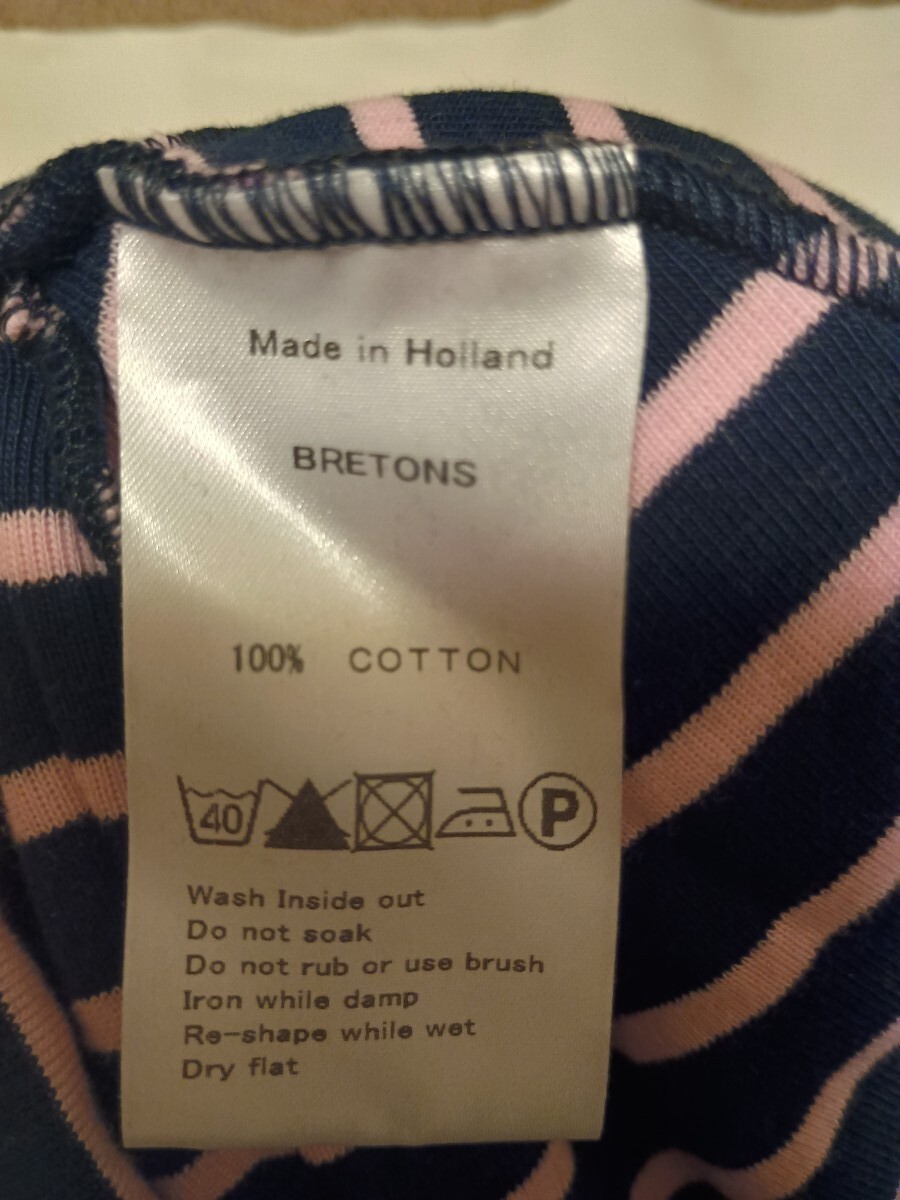 Made in Holland
BRETONS
100% COTTON
40 P
Wash Inside out
Do not soak
Do not rub or use brush
Iron while damp
Re-shape while wet
Dry flat